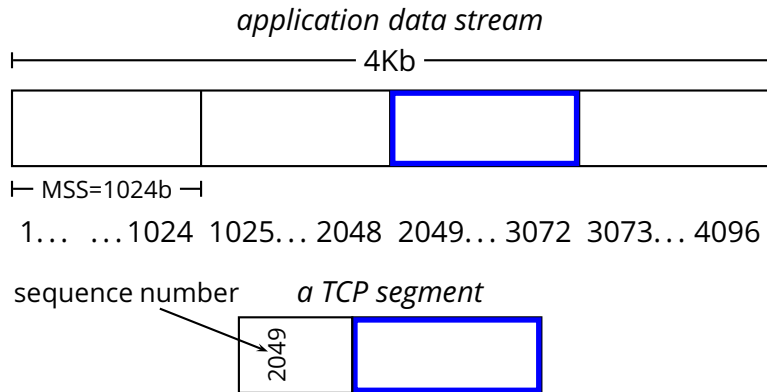 application data stream
4Kb
MSS=1024b
1... ...1024 1025... 2048 2049... 3072 3073... 4096
sequence number
a TCP segment
2049